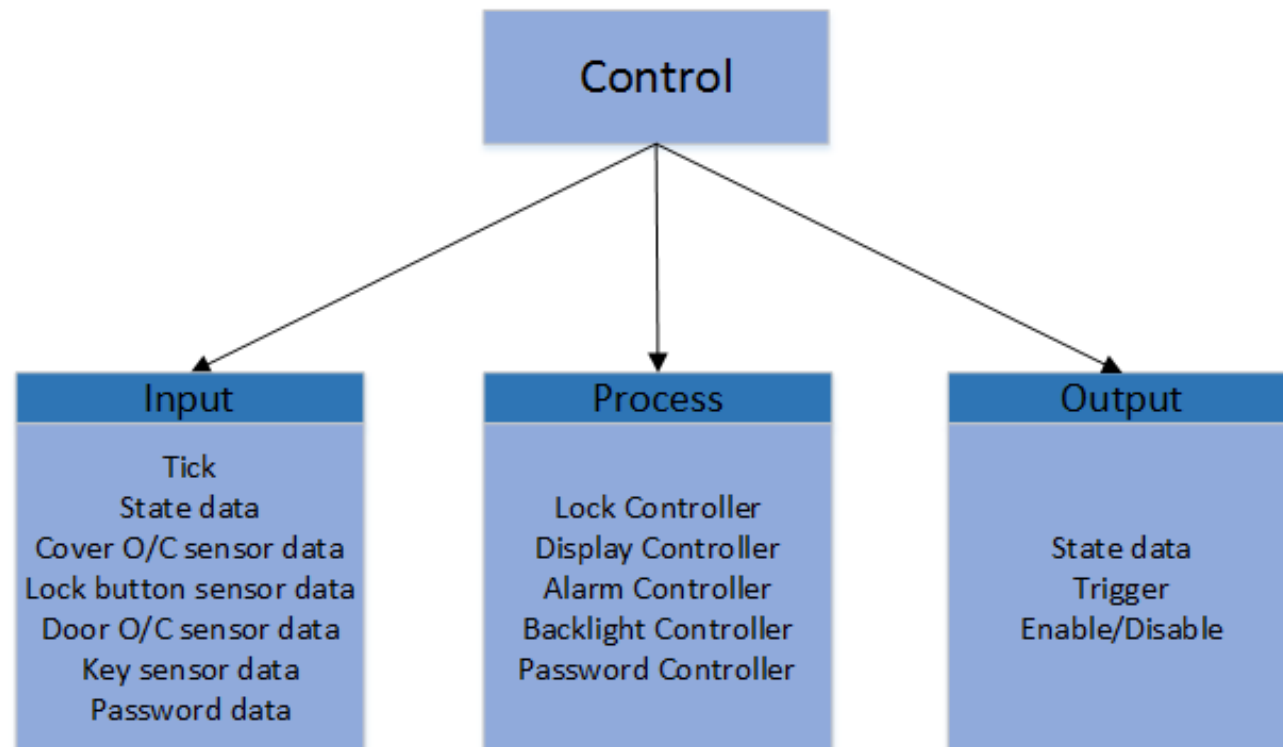 Control
Input
Tick
State data
Cover O/C sensor data
Lock button sensor data
Door O/C sensor data
Key sensor data
Password data
Process
Lock Controller
Display Controller
Alarm Controller
Backlight Controller
Password Controller
Output
State data
Trigger
Enable/Disable